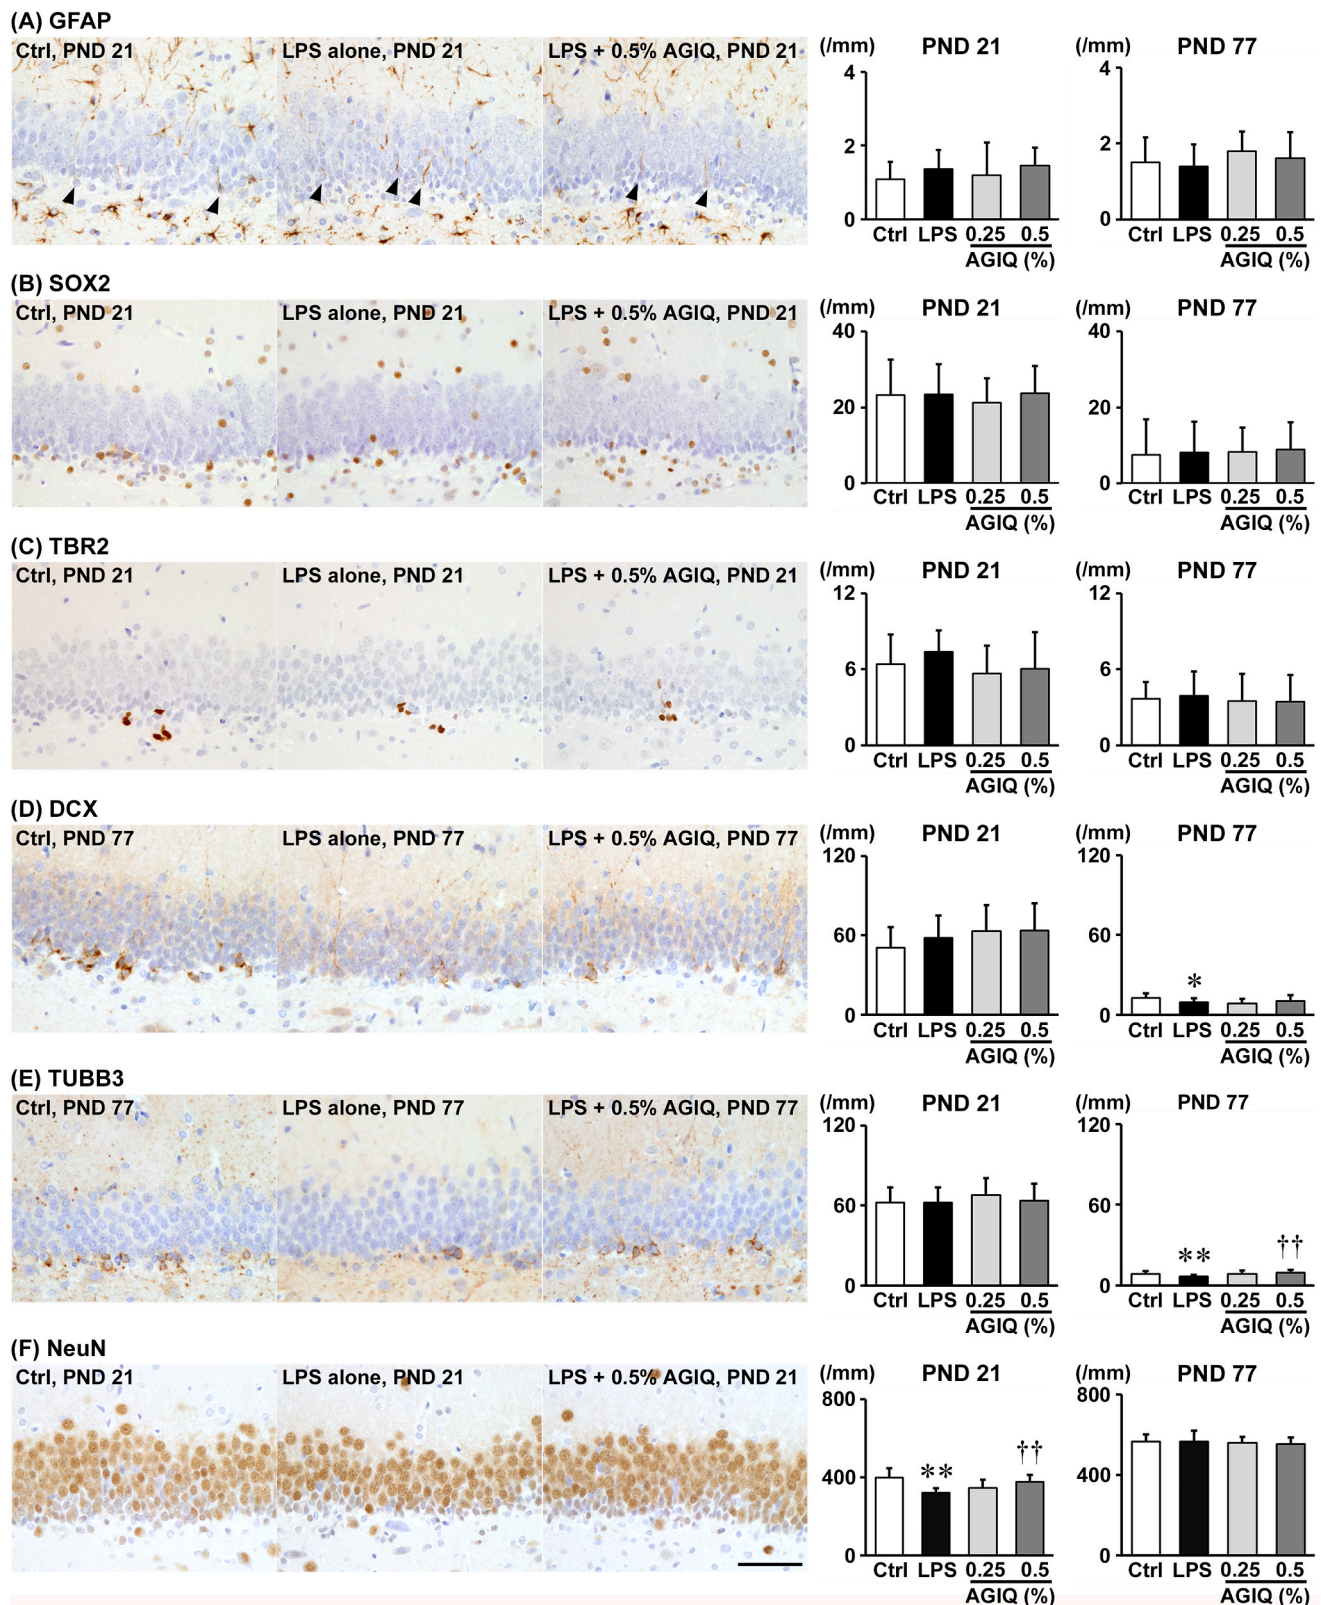 (A) GFAP
Ctrl, PND 21
LPS alone, PND 21
LPS + 0.5% AGIQ, PND 21
(/mm)
PND 21
4
2
0
Ctrl LPS 0.25 0.5
AGIQ (%)
(/mm)
PND 77
4
2
0
Ctrl LPS 0.25 0.5
AGIQ (%)
(B) SOX2
Ctrl, PND 21
LPS alone, PND 21
LPS + 0.5% AGIQ, PND 21
(/mm)
PND 21
40
20
0
Ctrl LPS 0.25 0.5
AGIQ (%)
(/mm)
PND 77
40
20
0
Ctrl LPS 0.25 0.5
AGIQ (%)
(C) TBR2
Ctrl, PND 21
LPS alone, PND 21
LPS + 0.5% AGIQ, PND 21
(/mm)
PND 21
12
6
0
Ctrl LPS 0.25 0.5
AGIQ (%)
(/mm)
PND 77
12
6
0
Ctrl LPS 0.25 0.5
AGIQ (%)
(D) DCX
Ctrl, PND 77
LPS alone, PND 77
LPS + 0.5% AGIQ, PND 77
(/mm)
PND 21
120
60
0
Ctrl LPS 0.25 0.5
AGIQ (%)
(/mm)
PND 77
120
60
*
0
Ctrl LPS 0.25 0.5
AGIQ (%)
(E) TUBB3
Ctrl, PND 77
LPS alone, PND 77
LPS + 0.5% AGIQ, PND 77
(/mm)
PND 21
120
60
0
Ctrl LPS 0.25 0.5
AGIQ (%)
(/mm)
PND 77
120
60
** ††
0
Ctrl LPS 0.25 0.5
AGIQ (%)
(F) NeuN
Ctrl, PND 21
LPS alone, PND 21
LPS + 0.5% AGIQ, PND 21
(/mm)
PND 21
800
400
** ††
0
Ctrl LPS 0.25 0.5
AGIQ (%)
(/mm)
PND 77
800
400
0
Ctrl LPS 0.25 0.5
AGIQ (%)